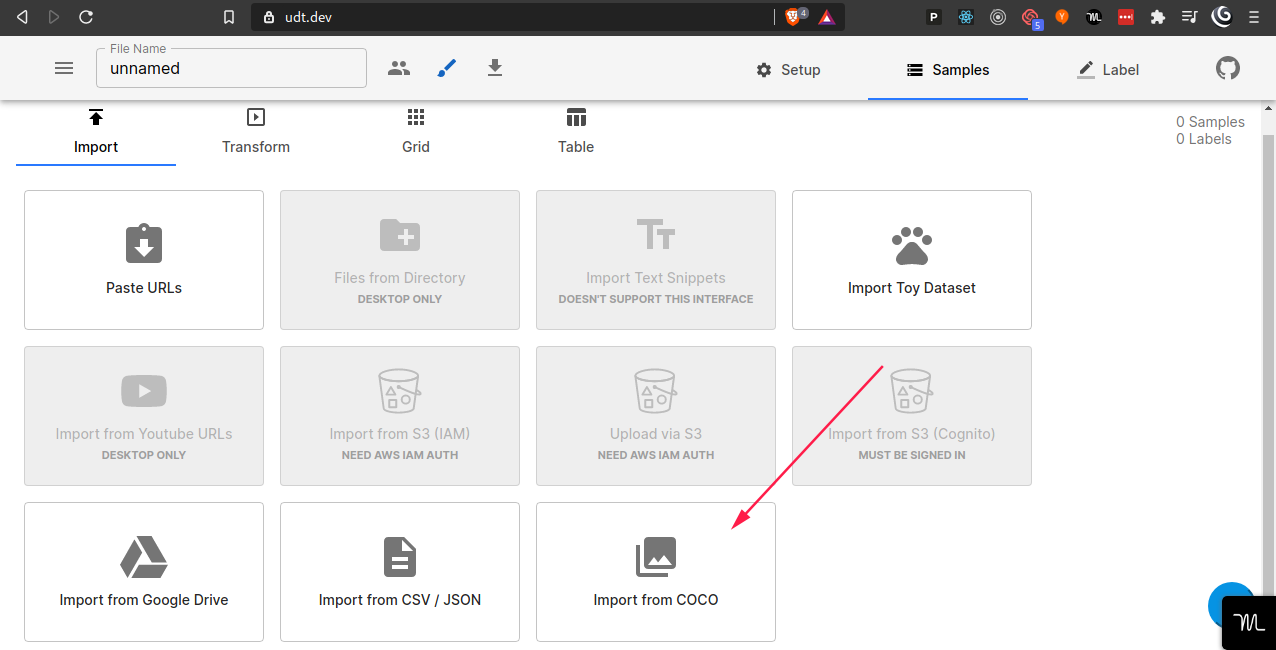 udt.dev
4
P
5
Y
File Name
unnamed
Setup
Samples
Label
Import
Transform
Grid
Table
0 Samples
0 Labels
Paste URLs
Files from Directory
DESKTOP ONLY
Import Text Snippets
DOESN'T SUPPORT THIS INTERFACE
Import Toy Dataset
Import from Youtube URLs
DESKTOP ONLY
Import from S3 (IAM)
NEED AWS IAM AUTH
Upload via S3
NEED AWS IAM AUTH
Import from S3 (Cognito)
MUST BE SIGNED IN
Import from Google Drive
Import from CSV / JSON
Import from COCO